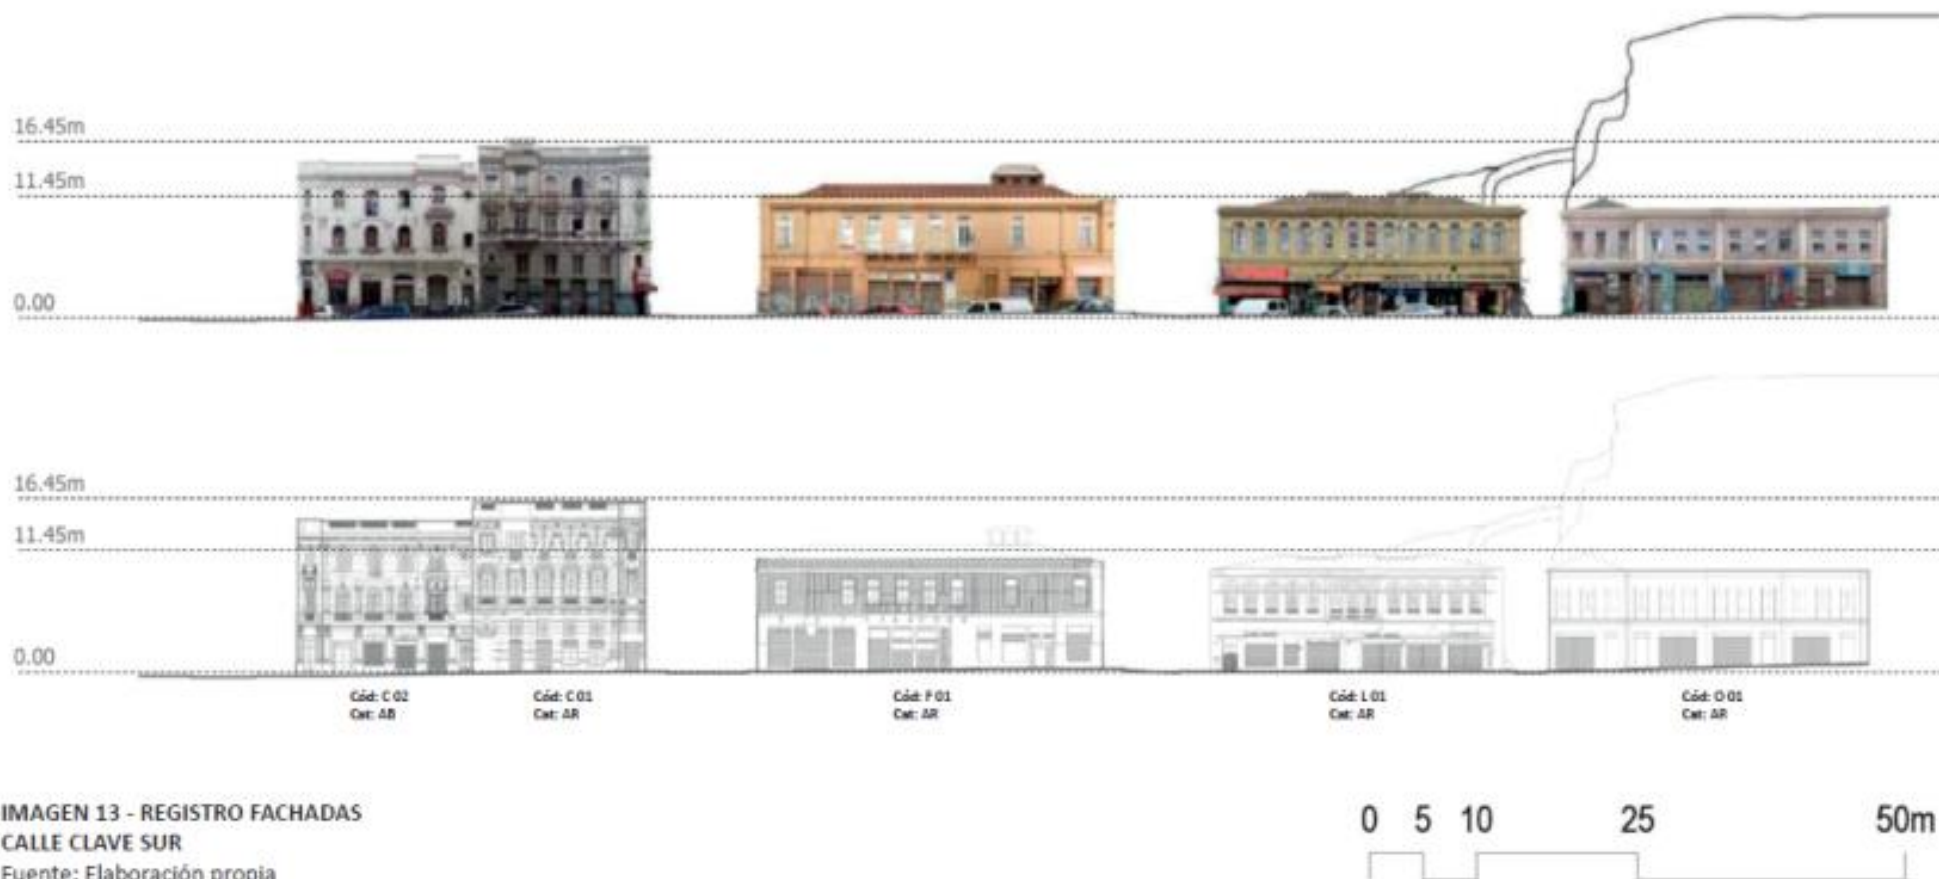 16.45m
11.45m
0.00
16.45m
11.45m
0.00
Cód: C 02
Cat: AB
Cód: C 01
Cat: AR
Cód: F 01
Cat: AR
Cód: L 01
Cat: AR
Cód: O 01
Cat: AR
IMAGEN 13 - REGISTRO FACHADAS
CALLE CLAVE SUR
Fuente: Elaboración propia
0 5 10 25 50m